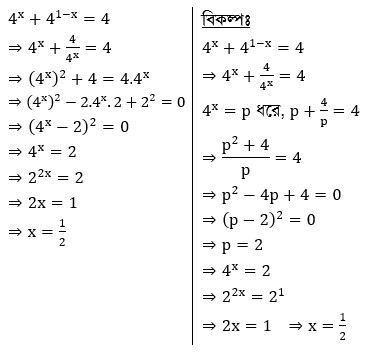 4ˣ + 4¹⁻ˣ = 4
⇒ 4ˣ + 4/4ˣ = 4
⇒ (4ˣ)² + 4 = 4.4ˣ
⇒ (4ˣ)² − 2.4ˣ. 2 + 2² = 0
⇒ (4ˣ − 2)² = 0
⇒ 4ˣ = 2
⇒ 2²ˣ = 2
⇒ 2x = 1
⇒ x = 1/2
বিকল্পঃ
4ˣ + 4¹⁻ˣ = 4
⇒ 4ˣ + 4/4ˣ = 4
4ˣ = p ধরে, p + 4/p = 4
⇒ (p² + 4)/p = 4
⇒ p² − 4p + 4 = 0
⇒ (p − 2)² = 0
⇒ p = 2
⇒ 4ˣ = 2
⇒ 2²ˣ = 2¹
⇒ 2x = 1 ⇒ x = 1/2